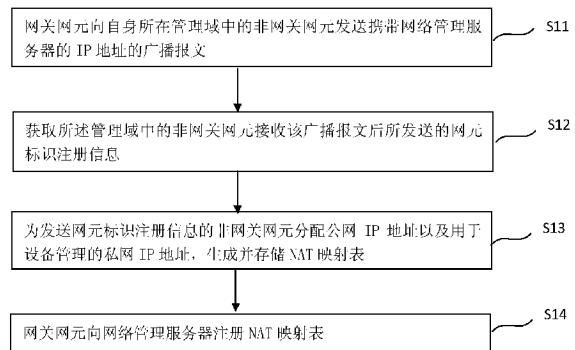 网关网元向自身所在管理域中的非网关网元发送携带网络管理服务
器的 IP 地址的广播报文
S11
获取所述管理域中的非网关网元接收该广播报文后所发送的网元
标识注册信息
S12
为发送网元标识注册信息的非网关网元分配公网 IP 地址以及用于
设备管理的私网 IP 地址，生成并存储 NAT 映射表
S13
网关网元向网络管理服务器注册 NAT 映射表
S14